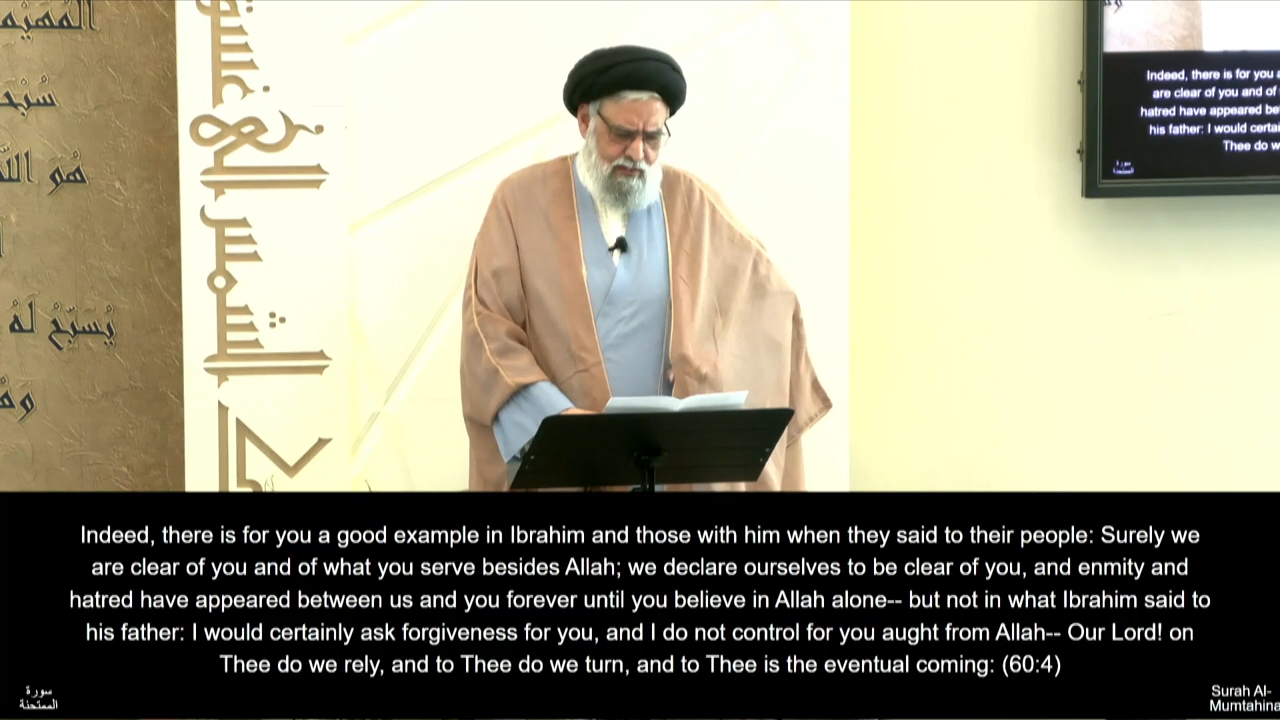 المهيم
هو الله
يسبح له
Indeed, there is for you a
are clear of you and of
hatred have appeared be
his father: I would certai
Thee do w
سورة
الممتحنة
Indeed, there is for you a good example in Ibrahim and those with him when they said to their people: Surely we
are clear of you and of what you serve besides Allah; we declare ourselves to be clear of you, and enmity and
hatred have appeared between us and you forever until you believe in Allah alone-- but not in what Ibrahim said to
his father: I would certainly ask forgiveness for you, and I do not control for you aught from Allah-- Our Lord! on
Thee do we rely, and to Thee do we turn, and to Thee is the eventual coming: (60:4)
سورة
الممتحنة
Surah Al-
Mumtahina